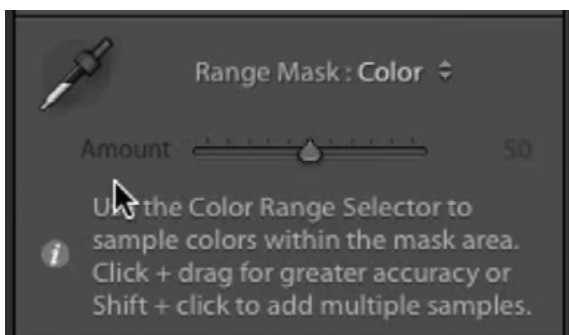 Range Mask : Color
Amount 50
Use the Color Range Selector to
sample colors within the mask area.
Click + drag for greater accuracy or
Shift + click to add multiple samples.